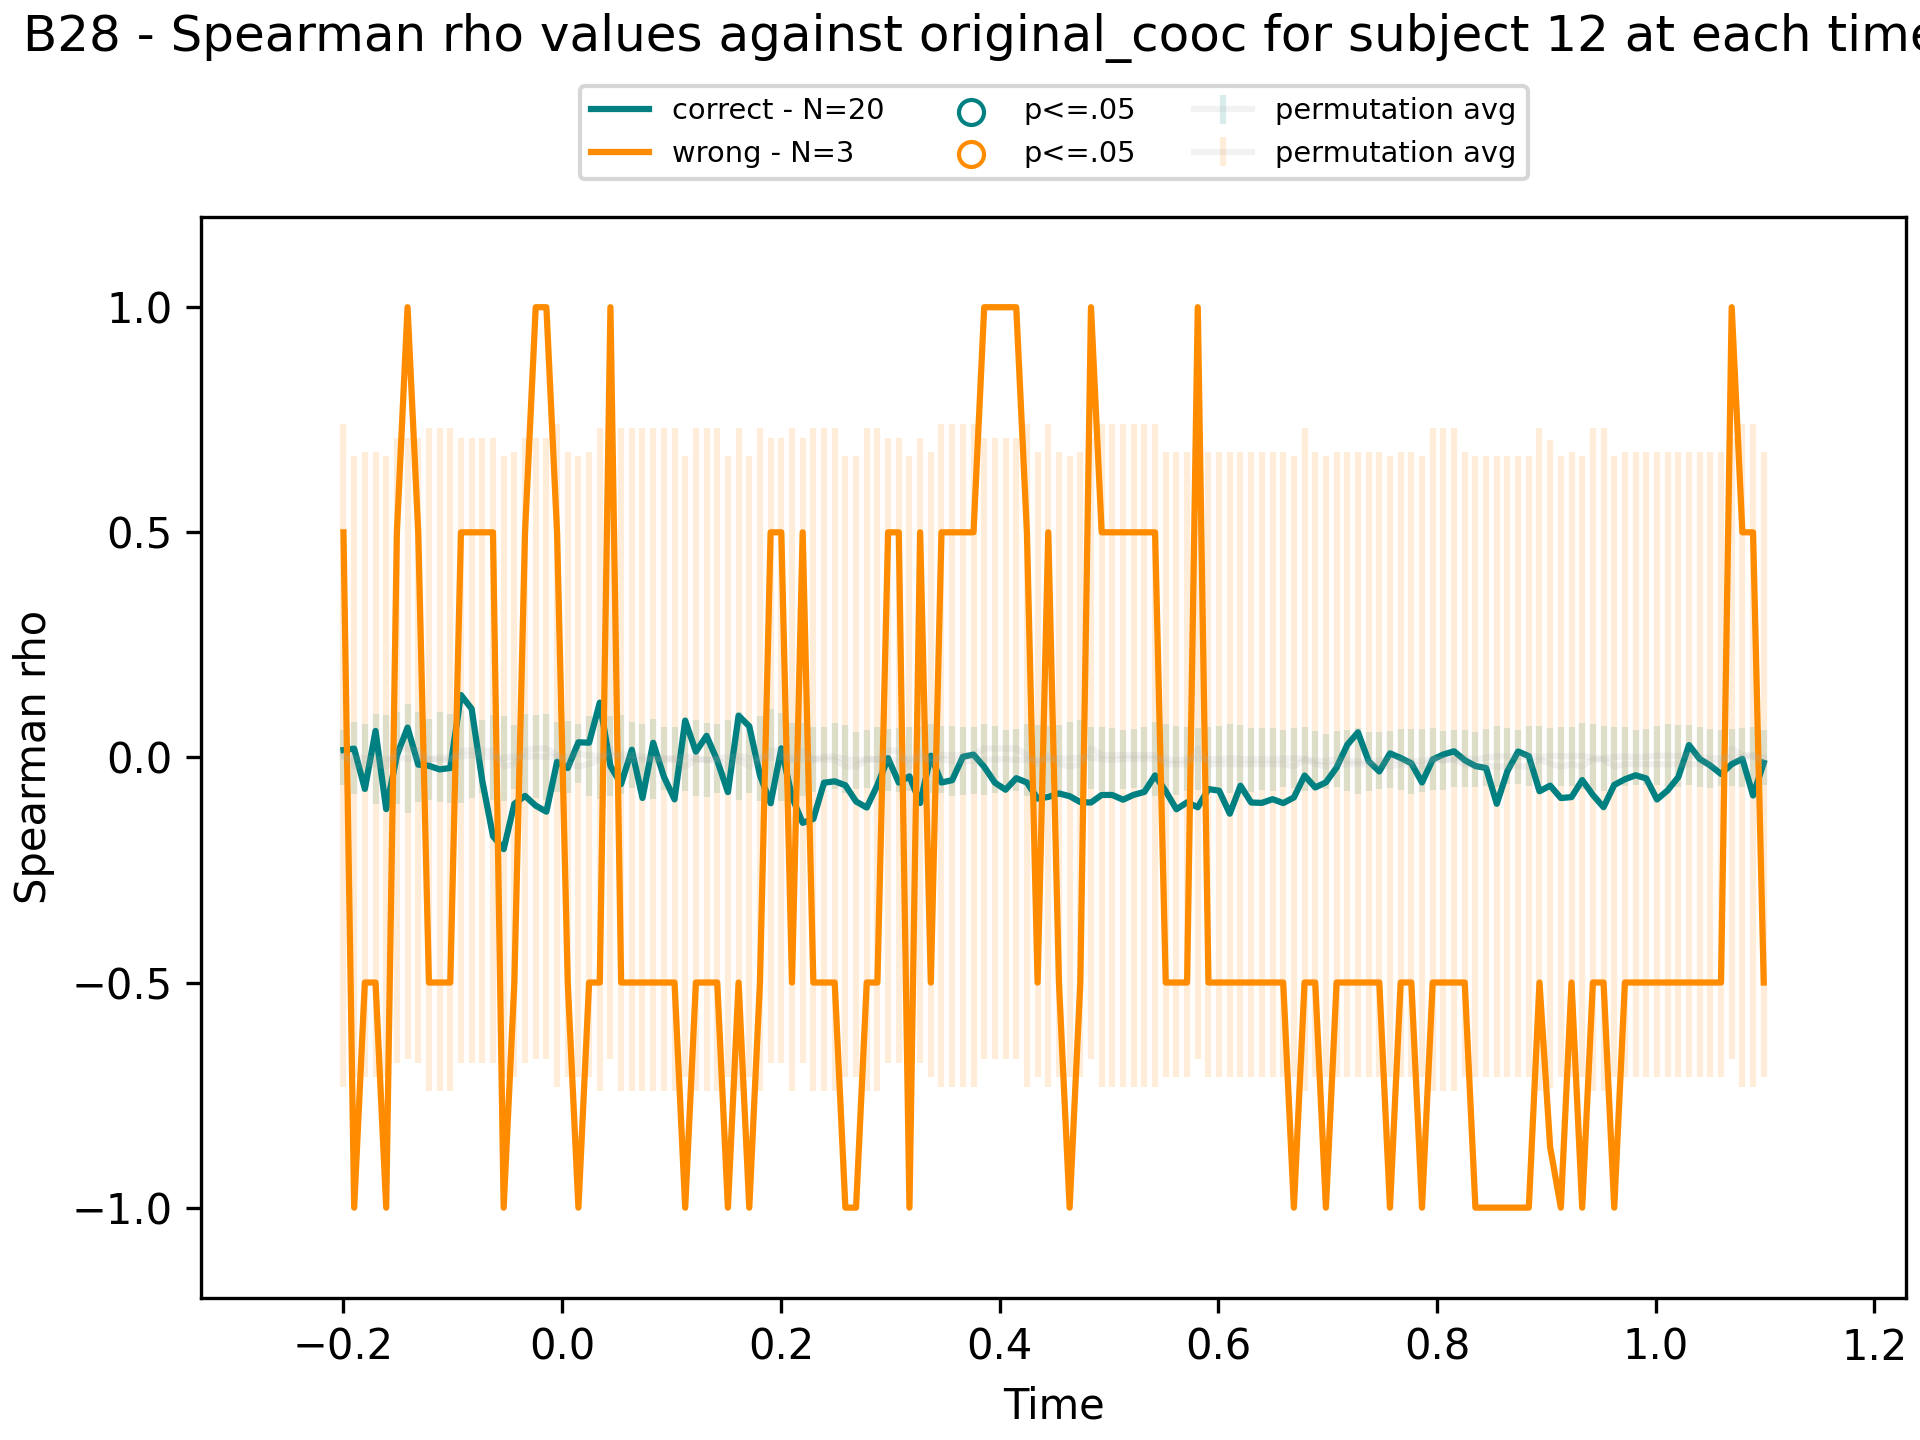 B28 - Spearman rho values against original_cooc for subject 12 at each time
correct - N=20
wrong - N=3
p<=.05
p<=.05
permutation avg
permutation avg
Spearman rho
1.0
0.5
0.0
−0.5
−1.0
−0.2 0.0 0.2 0.4 0.6 0.8 1.0 1.2
Time